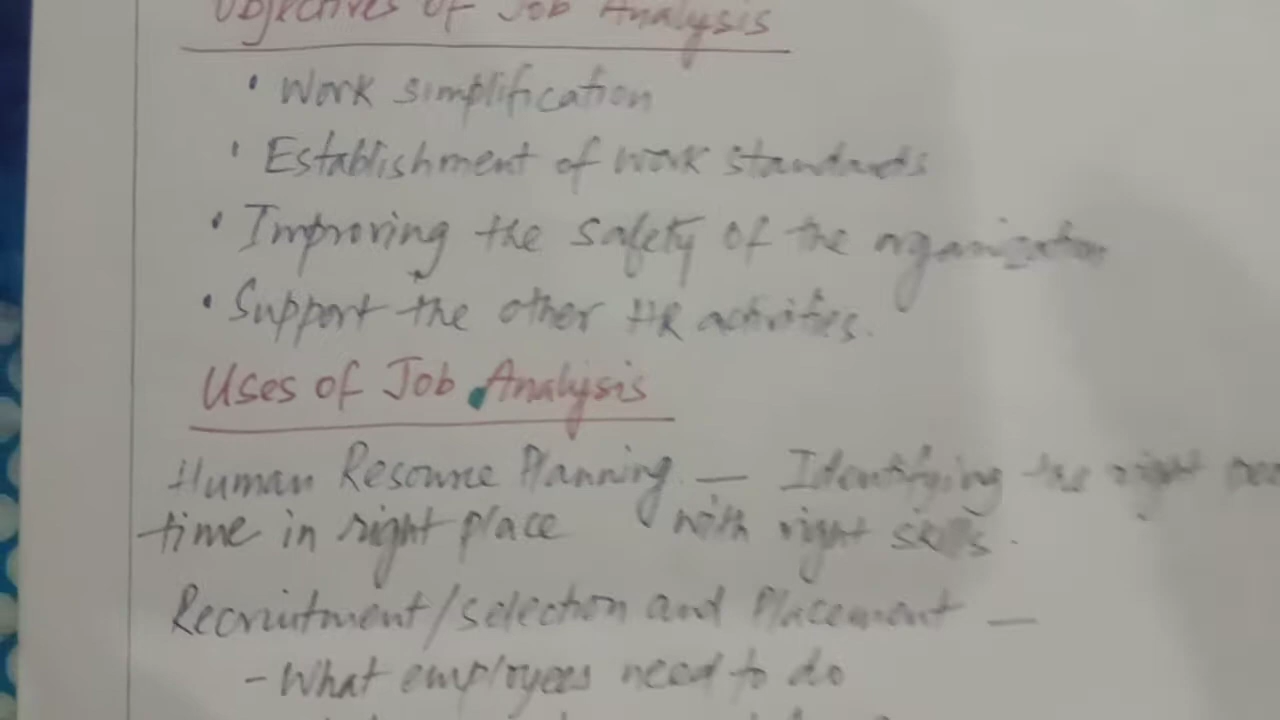 Objectives of Job Analysis
• Work simplification
• Establishment of work standards
• Improving the safety of the organization
• Support the other HR activities.
Uses of Job Analysis
Human Resource Planning — Identifying the right
time in right place with right skills.
Recruitment/selection and Placement —
- What employees need to do